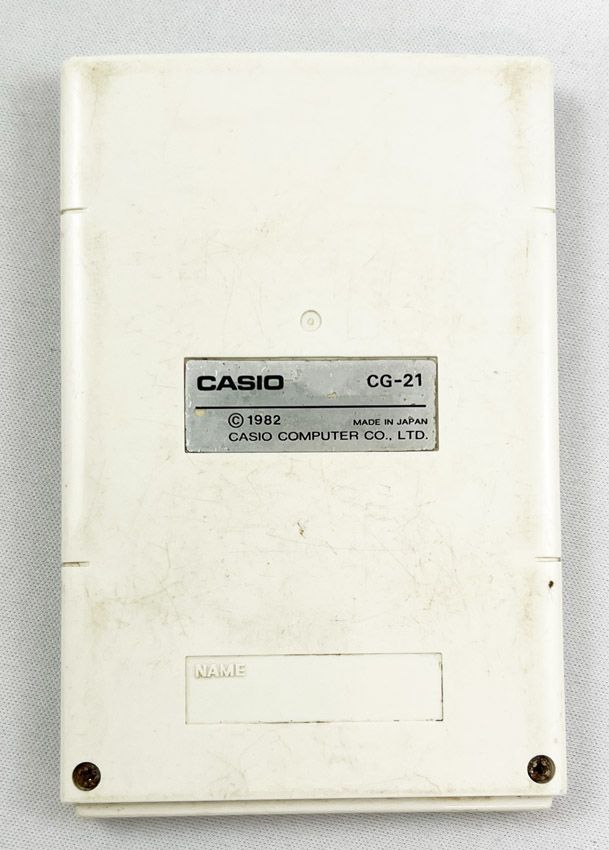 CASIO CG-21
© 1982 MADE IN JAPAN
CASIO COMPUTER CO., LTD.
NAME